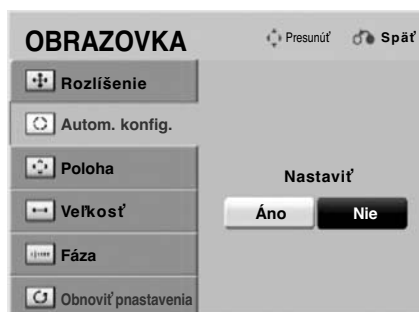 OBRAZOVKA
Presunúť
Späť
Rozlíšenie
Autom. konfig.
Poloha
Veľkosť
Fáza
Obnoviť pnastavenia
Nastaviť
Áno
Nie